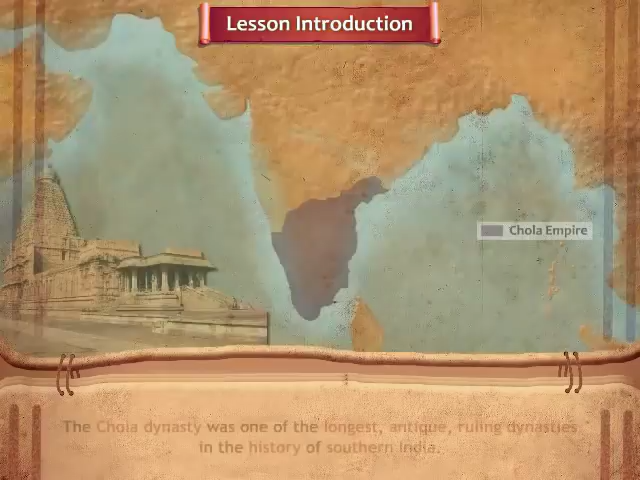 Lesson Introduction
Chola Empire
The Chola dynasty was one of the longest, antique, ruling dynasties
in the history of southern India.